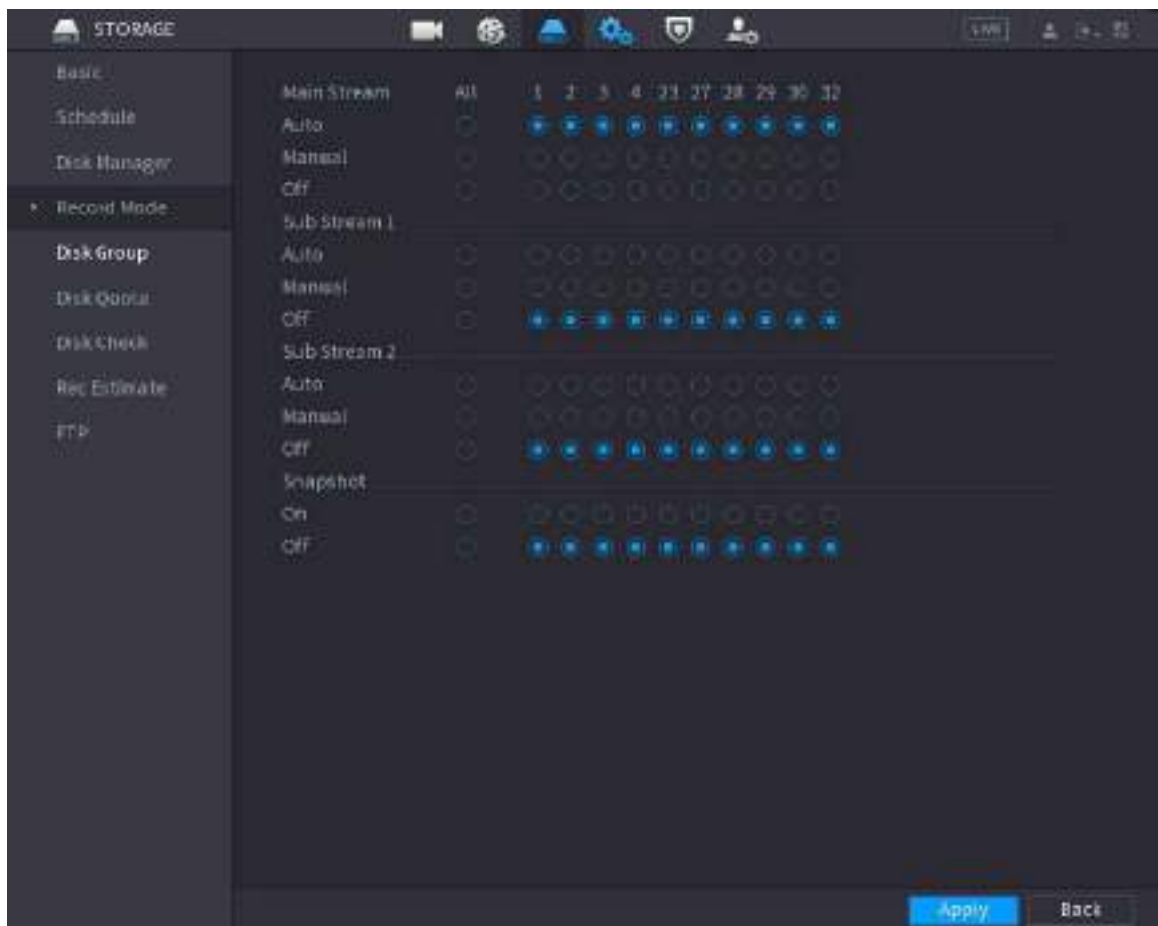 STORAGE
LIVE
Basic
Schedule
Disk Manager
Record Mode
Disk Group
Disk Quota
Disk Check
Rec Estimate
FTP
Main Stream All 1 2 3 4 23 27 28 29 30 32
Auto
Manual
Off
Sub Stream 1
Auto
Manual
Off
Sub Stream 2
Auto
Manual
Off
Snapshot
On
Off
Apply Back